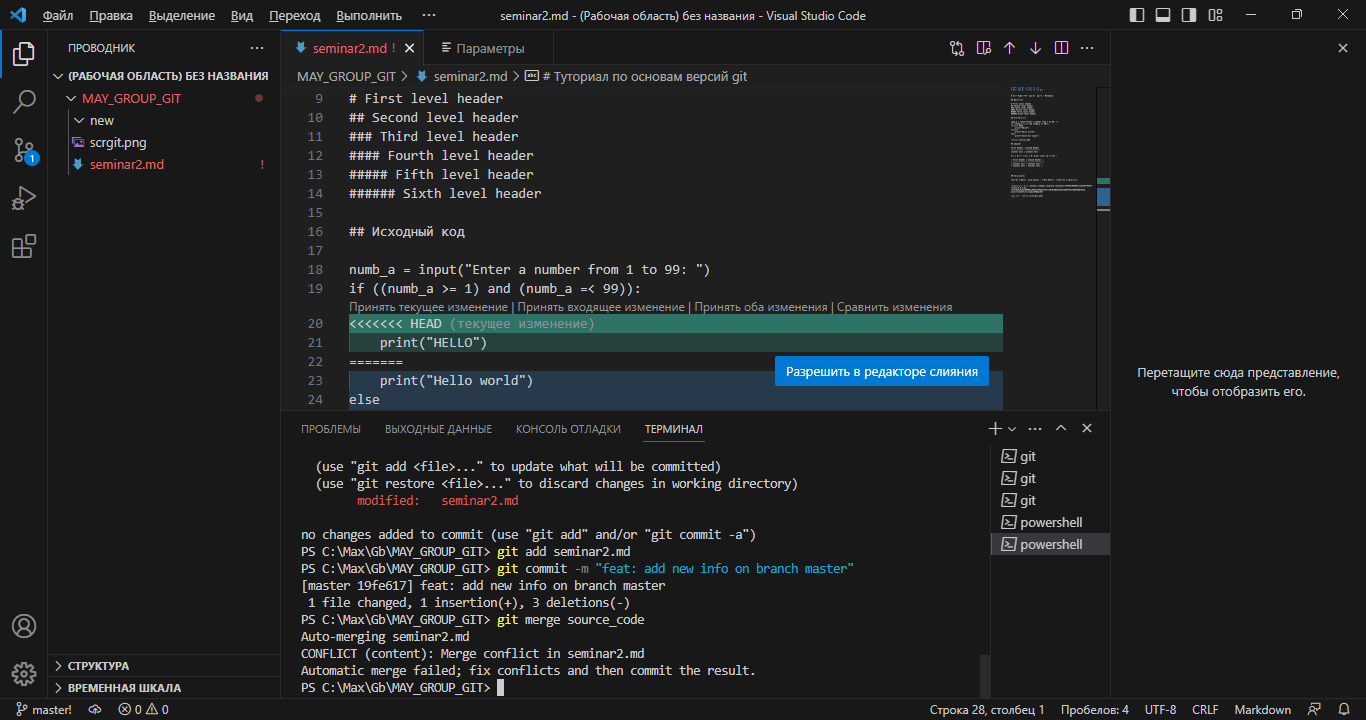 Файл Правка Выделение Вид Переход Выполнить ··· seminar2.md - (Рабочая область) без названия - Visual Studio Code
ПРОВОДНИК ···
(РАБОЧАЯ ОБЛАСТЬ) БЕЗ НАЗВАНИЯ
MAY_GROUP_GIT
new
scrgit.png
seminar2.md !
1
seminar2.md ! Параметры
MAY_GROUP_GIT > seminar2.md > # Туториал по основам версий git
9 # First level header
10 ## Second level header
11 ### Third level header
12 #### Fourth level header
13 ##### Fifth level header
14 ###### Sixth level header
15
16 ## Исходный код
17
18 numb_a = input("Enter a number from 1 to 99: ")
19 if ((numb_a >= 1) and (numb_a =< 99)):
Принять текущее изменение | Принять входящее изменение | Принять оба изменения | Сравнить изменения
20 <<<<<<< HEAD (текущее изменение)
21 print("HELLO")
22 =======
23 print("Hello world")
24 else
Разрешить в редакторе слияния
Перетащите сюда представление,
чтобы отобразить его.
ПРОБЛЕМЫ ВЫХОДНЫЕ ДАННЫЕ КОНСОЛЬ ОТЛАДКИ ТЕРМИНАЛ
(use "git add <file>..." to update what will be committed)
(use "git restore <file>..." to discard changes in working directory)
modified: seminar2.md
no changes added to commit (use "git add" and/or "git commit -a")
PS C:\Max\Gb\MAY_GROUP_GIT> git add seminar2.md
PS C:\Max\Gb\MAY_GROUP_GIT> git commit -m "feat: add new info on branch master"
[master 19fe617] feat: add new info on branch master
1 file changed, 1 insertion(+), 3 deletions(-)
PS C:\Max\Gb\MAY_GROUP_GIT> git merge source_code
Auto-merging seminar2.md
CONFLICT (content): Merge conflict in seminar2.md
Automatic merge failed; fix conflicts and then commit the result.
PS C:\Max\Gb\MAY_GROUP_GIT>
git
git
git
powershell
powershell
СТРУКТУРА
ВРЕМЕННАЯ ШКАЛА
master! 0 0 Строка 28, столбец 1 Пробелов: 4 UTF-8 CRLF Markdown